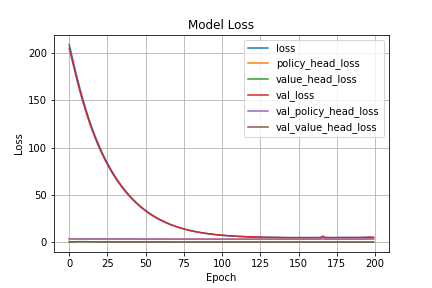 Model Loss
200
150
100
50
0
Loss
loss
policy_head_loss
value_head_loss
val_loss
val_policy_head_loss
val_value_head_loss
0 25 50 75 100 125 150 175 200
Epoch